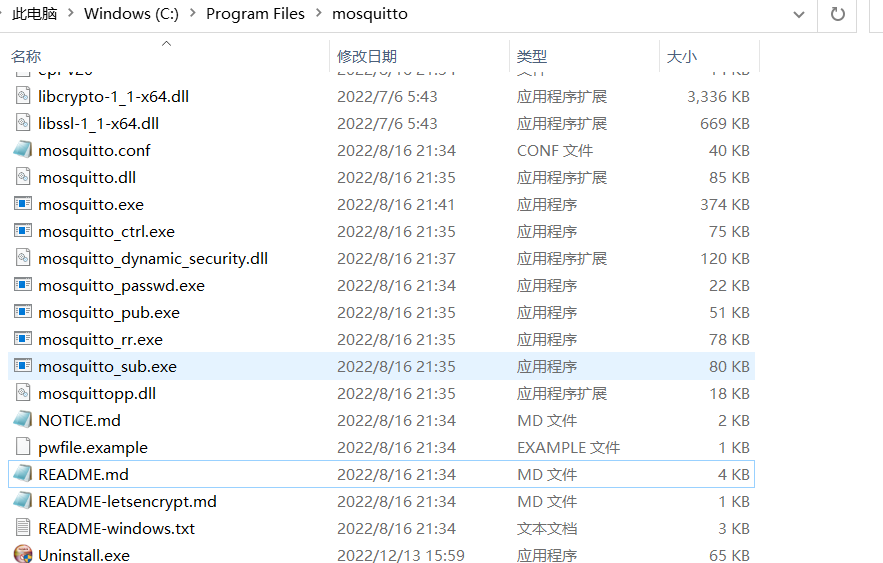 此电脑 > Windows (C:) > Program Files > mosquitto
名称 修改日期 类型 大小
libcrypto-1_1-x64.dll 2022/7/6 5:43 应用程序扩展 3,336 KB
libssl-1_1-x64.dll 2022/7/6 5:43 应用程序扩展 669 KB
mosquitto.conf 2022/8/16 21:34 CONF 文件 40 KB
mosquitto.dll 2022/8/16 21:35 应用程序扩展 85 KB
mosquitto.exe 2022/8/16 21:41 应用程序 374 KB
mosquitto_ctrl.exe 2022/8/16 21:35 应用程序 75 KB
mosquitto_dynamic_security.dll 2022/8/16 21:37 应用程序扩展 120 KB
mosquitto_passwd.exe 2022/8/16 21:34 应用程序 22 KB
mosquitto_pub.exe 2022/8/16 21:35 应用程序 51 KB
mosquitto_rr.exe 2022/8/16 21:35 应用程序 78 KB
mosquitto_sub.exe 2022/8/16 21:35 应用程序 80 KB
mosquittopp.dll 2022/8/16 21:35 应用程序扩展 18 KB
NOTICE.md 2022/8/16 21:34 MD 文件 2 KB
pwfile.example 2022/8/16 21:34 EXAMPLE 文件 1 KB
README.md 2022/8/16 21:34 MD 文件 4 KB
README-letsencrypt.md 2022/8/16 21:34 MD 文件 1 KB
README-windows.txt 2022/8/16 21:34 文本文档 3 KB
Uninstall.exe 2022/12/13 15:59 应用程序 65 KB